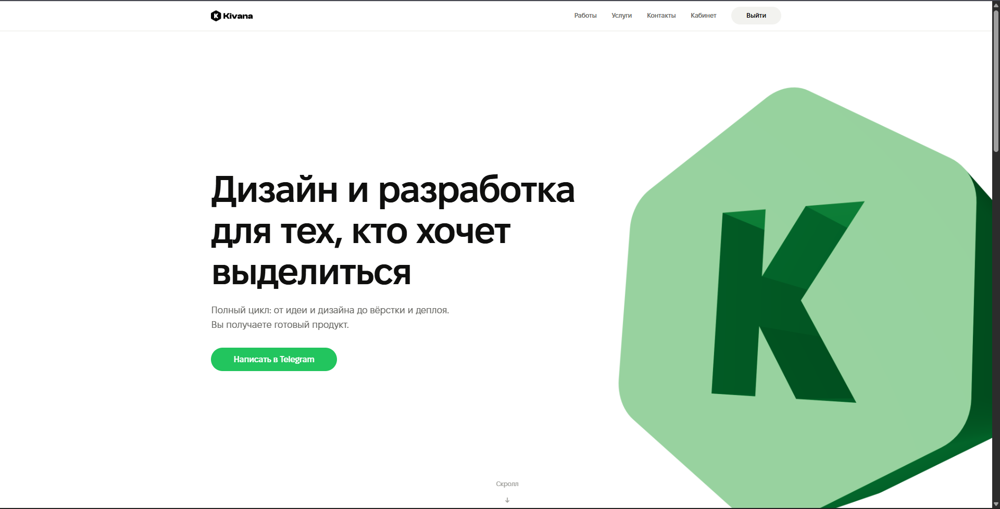 Kivana
Работы
Услуги
Контакты
Кабинет
Выйти
Дизайн и разработка
для тех, кто хочет
выделиться
Полный цикл: от идеи и дизайна до вёрстки и деплоя.
Вы получаете готовый продукт.
Написать в Telegram
K
Скролл